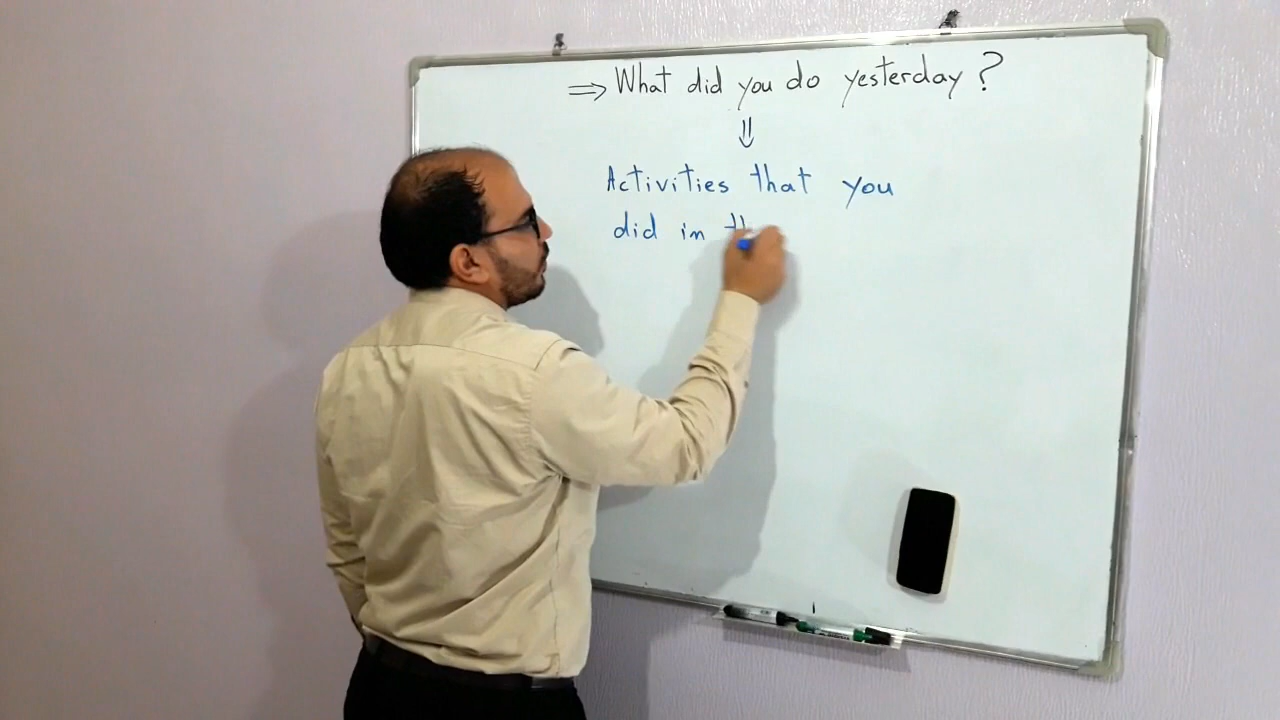 ⇒ What did you do yesterday?
⇓
Activities that you
did in